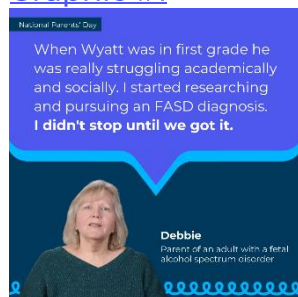 National Parents' Day
When Wyatt was in first grade he
was really struggling academically
and socially. I started researching
and pursuing an FASD diagnosis.
I didn't stop until we got it.
Debbie
Parent of an adult with a fetal
alcohol spectrum disorder